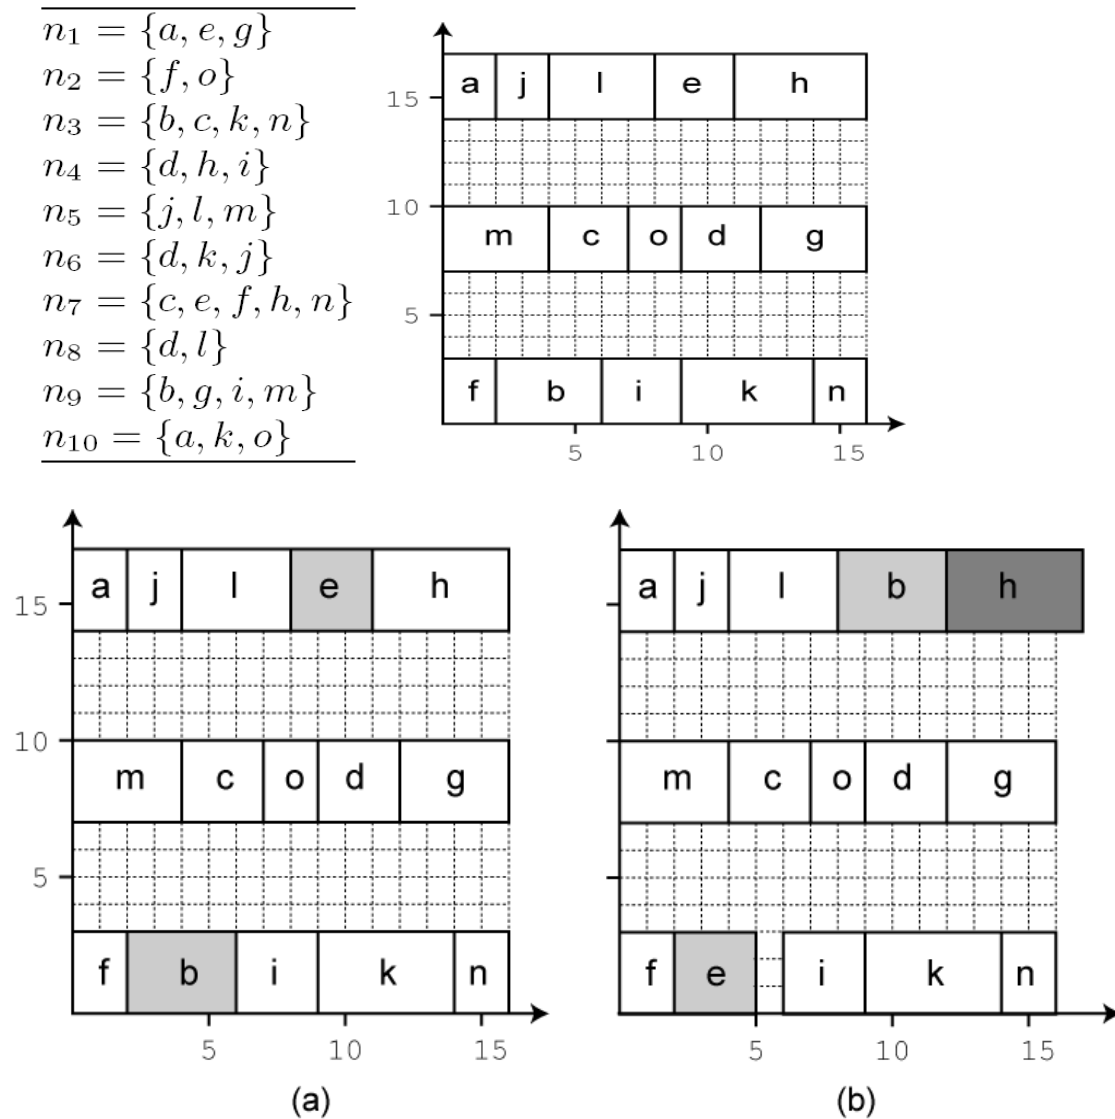 n₁ = {a, e, g}
n₂ = {f, o}
n₃ = {b, c, k, n}
n₄ = {d, h, i}
n₅ = {j, l, m}
n₆ = {d, k, j}
n₇ = {c, e, f, h, n}
n₈ = {d, l}
n₉ = {b, g, i, m}
n₁₀ = {a, k, o}
a j l e h
15
10
m c o d g
5
f b i k n
5 10 15
a j l e h
15
10
m c o d g
5
f b i k n
5 10 15
(a)
a j l b h
m c o d g
f e i k n
5 10 15
(b)